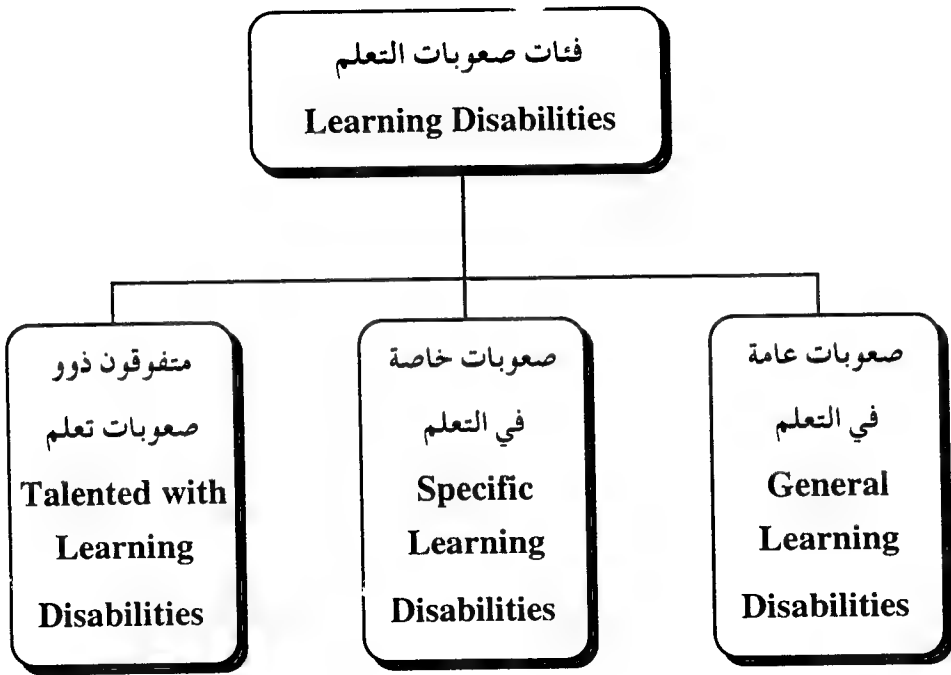 فئات صعوبات التعلم
Learning Disabilities
صعوبات عامة
في التعلم
General
Learning
Disabilities
صعوبات خاصة
في التعلم
Specific
Learning
Disabilities
متفوقون ذوو
صعوبات تعلم
Talented with
Learning
Disabilities